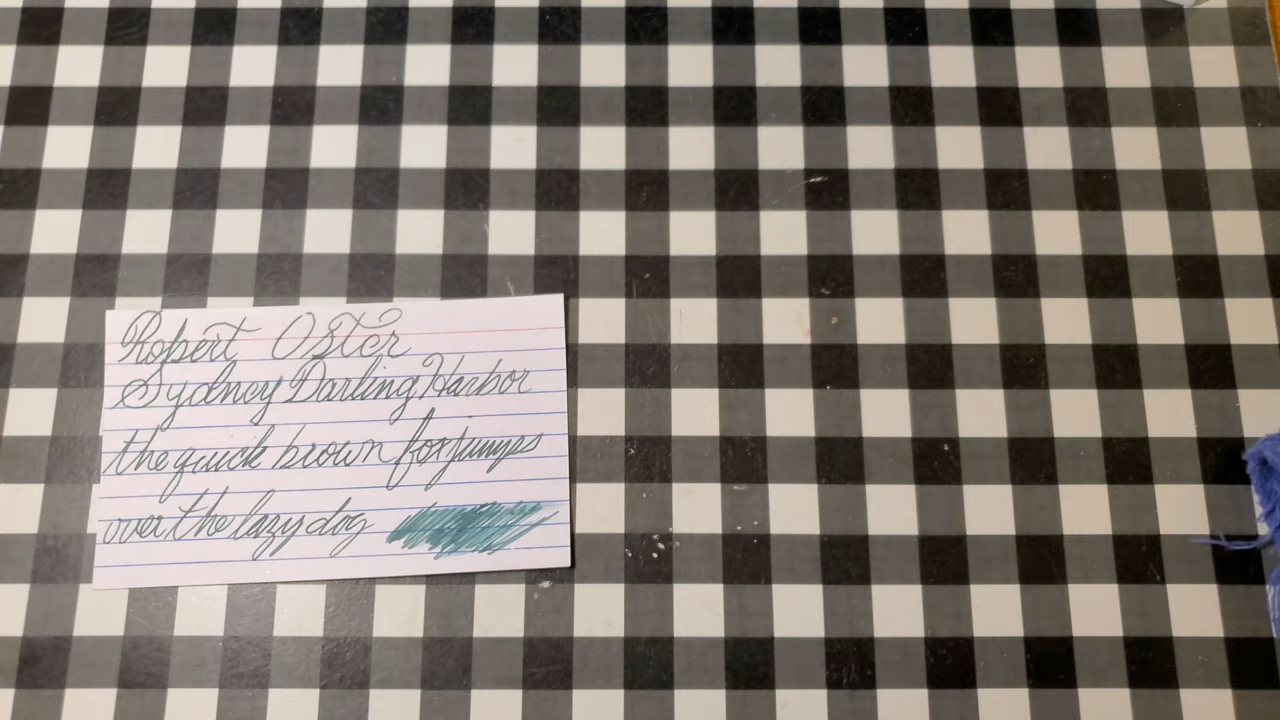 Robert Oster
Sydney Darling Harbor
the quick brown fox jumps
over the lazy dog